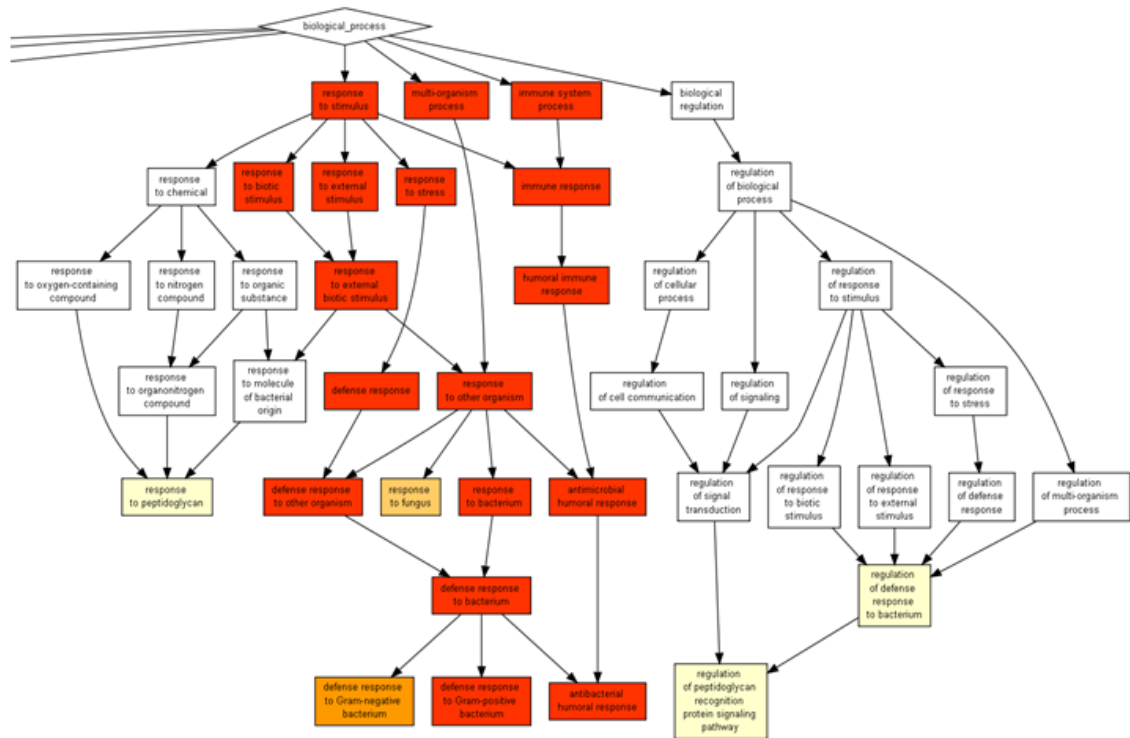 biological_process
response
to stimulus
multi-organism
process
immune system
process
biological
regulation
response
to chemical
response
to biotic
stimulus
response
to external
stimulus
response
to stress
immune response
regulation
of biological
process
response
to oxygen-containing
compound
response
to nitrogen
compound
response
to organic
substance
response
to external
biotic stimulus
humoral immune
response
regulation
of cellular
process
regulation
of response
to stimulus
response
to organonitrogen
compound
response
to molecule
of bacterial
origin
defense response
response
to other organism
regulation
of cell communication
regulation
of signaling
regulation
of response
to stress
response
to peptidoglycan
defense response
to other organism
response
to fungus
response
to bacterium
antimicrobial
humoral response
regulation
of signal
transduction
regulation
of response to
biotic
stimulus
regulation
of response to
external
stimulus
regulation
of defense
response
regulation
of multi-organism
process
defense response
to bacterium
regulation
of defense
response
to bacterium
defense response
to Gram-negative
bacterium
defense response
to Gram-positive
bacterium
antibacterial
humoral response
regulation
of peptidoglycan
recognition
protein signaling
pathway